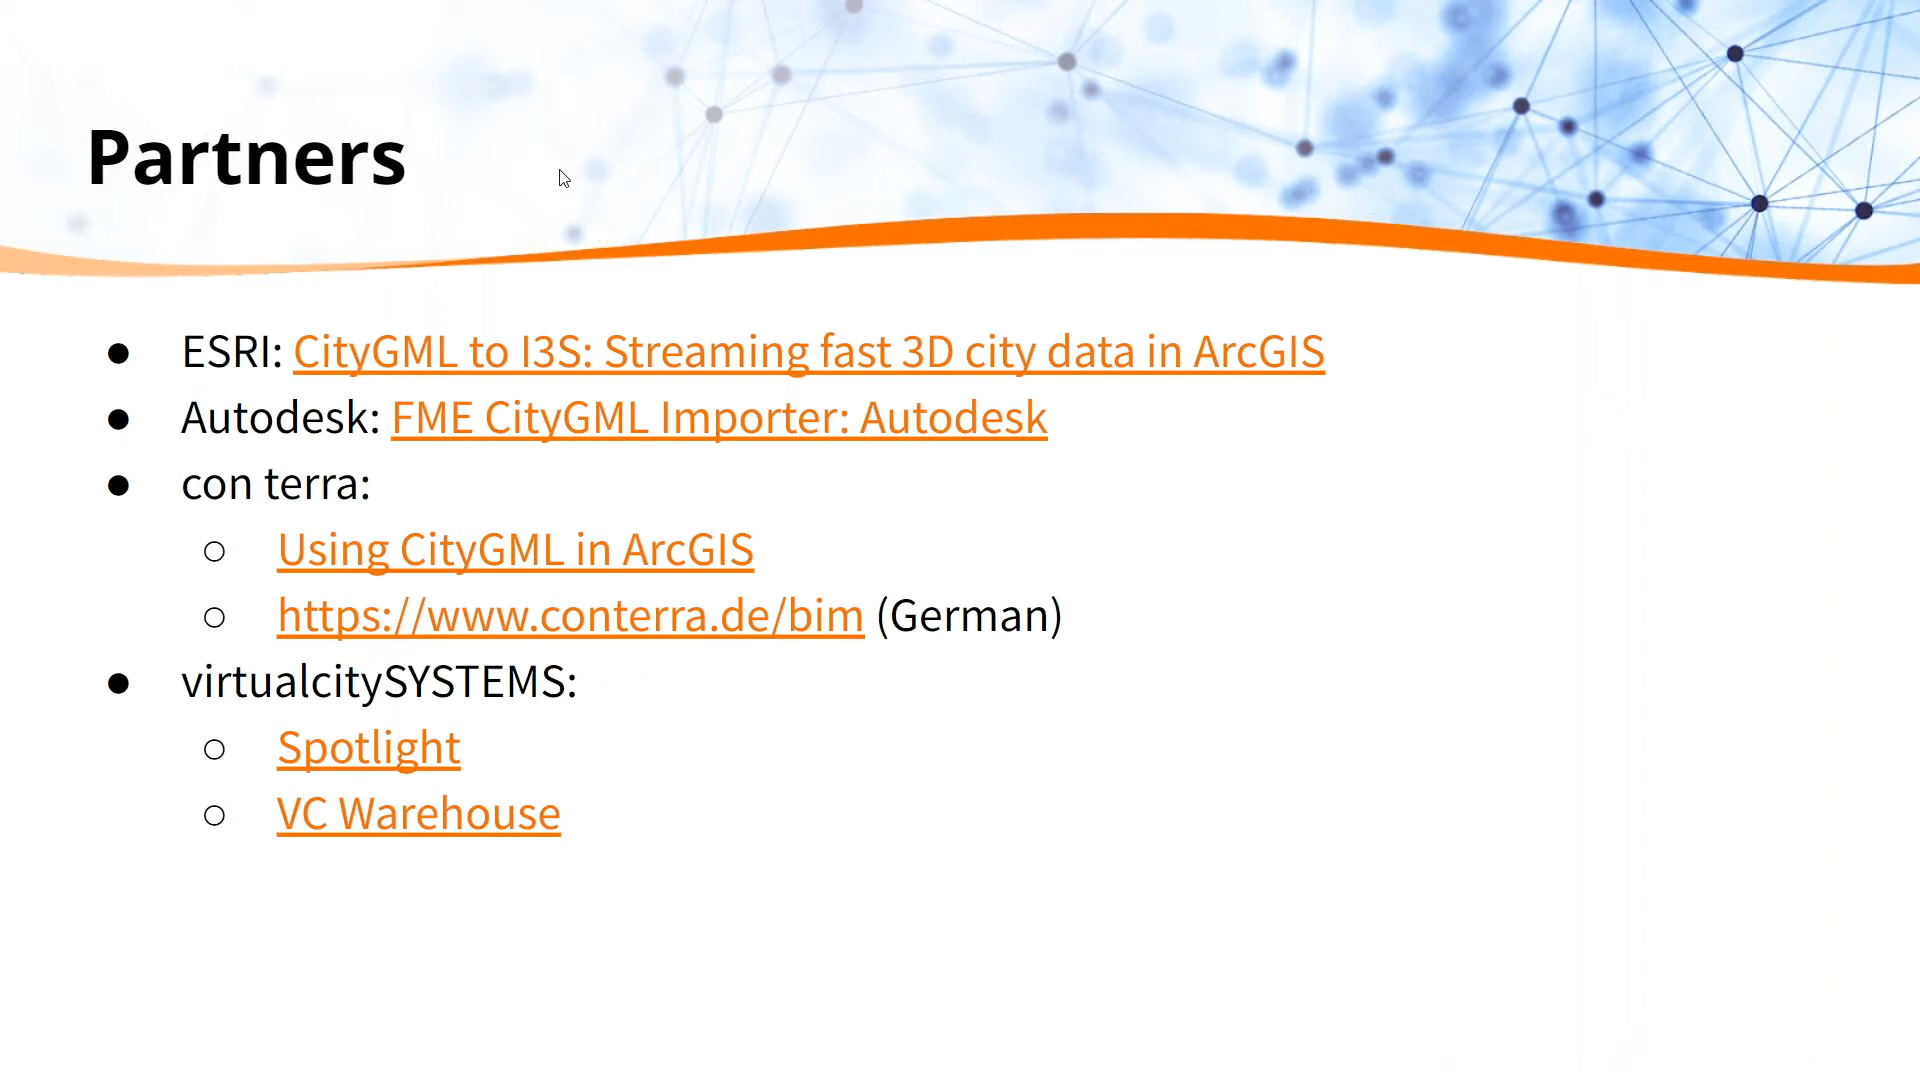 Partners
● ESRI: CityGML to I3S: Streaming fast 3D city data in ArcGIS
● Autodesk: FME CityGML Importer: Autodesk
● con terra:
○ Using CityGML in ArcGIS
○ https://www.conterra.de/bim (German)
● virtualcitySYSTEMS:
○ Spotlight
○ VC Warehouse